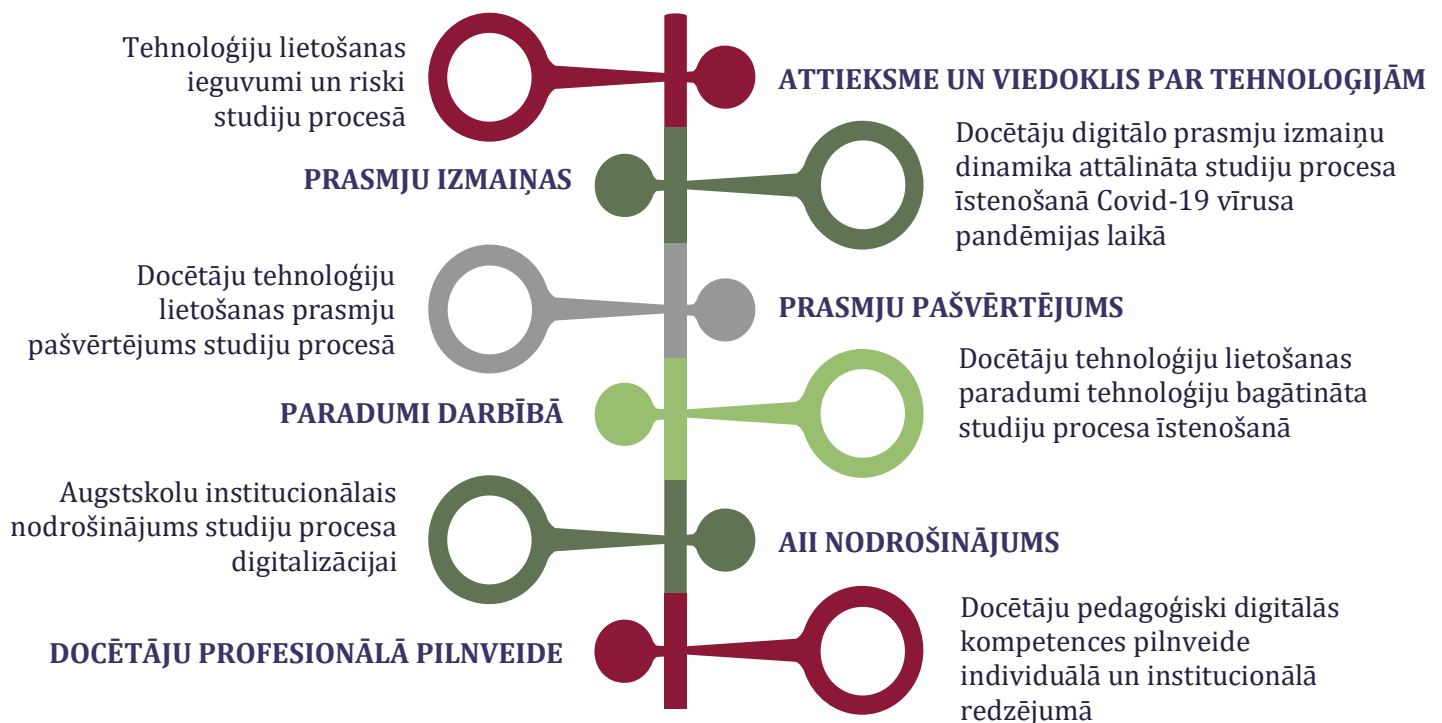 Tehnoloģiju lietošanas
ieguvumi un riski
studiju procesā
ATTIEKSME UN VIEDOKLIS PAR TEHNOLOĢIJĀM
PRASMJU IZMAIŅAS
Docētāju digitālo prasmju izmaiņu
dinamika attālināta studiju procesa
īstenošanā Covid-19 vīrusa
pandēmijas laikā
Docētāju tehnoloģiju
lietošanas prasmju
pašvērtējums studiju procesā
PRASMJU PAŠVĒRTĒJUMS
PARADUMI DARBĪBĀ
Docētāju tehnoloģiju lietošanas
paradumi tehnoloģiju bagātināta
studiju procesa īstenošanā
Augstskolu institucionālais
nodrošinājums studiju procesa
digitalizācijai
AII NODROŠINĀJUMS
DOCĒTĀJU PROFESIONĀLĀ PILNVEIDE
Docētāju pedagoģiski digitālās
kompetences pilnveide
individuālā un institucionālā
redzējumā